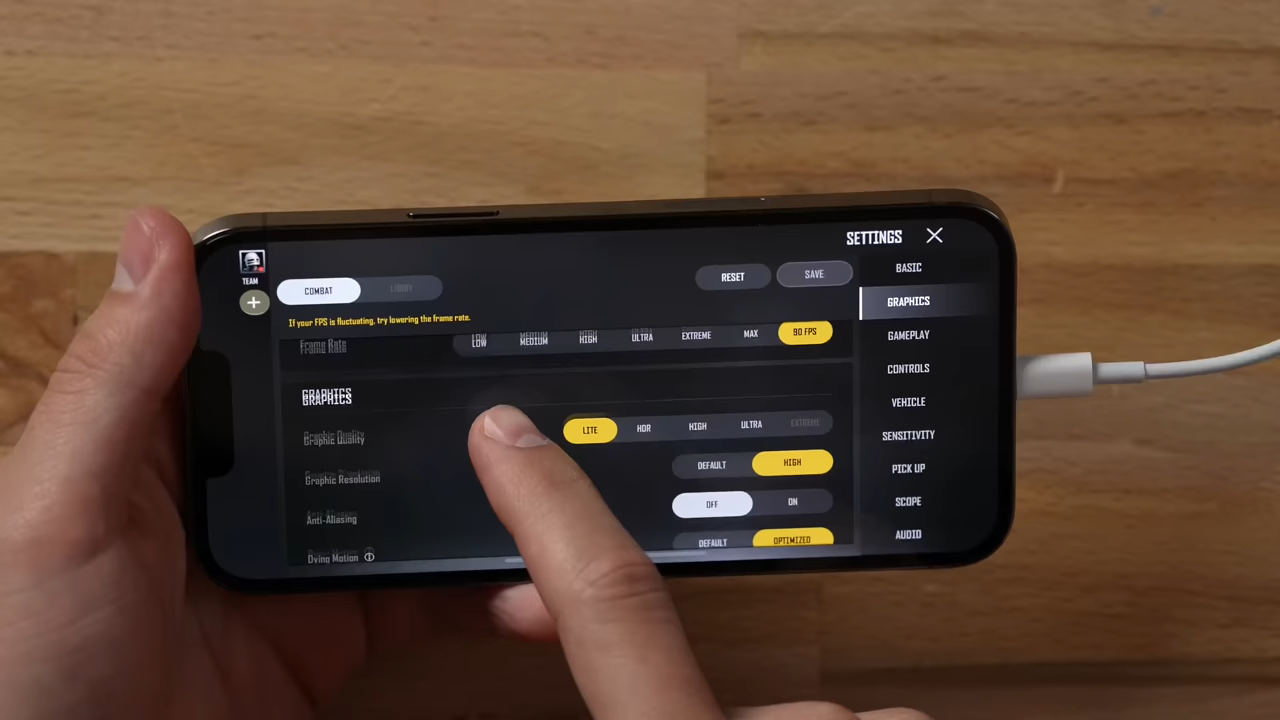 SETTINGS
TEAM
COMBAT
LOBBY
RESET
SAVE
If your FPS is fluctuating, try lowering the frame rate.
Frame Rate
LOW MEDIUM HIGH ULTRA EXTREME MAX 90 FPS
GRAPHICS
Graphic Quality
LITE HDR HIGH ULTRA EXTREME
Graphic Resolution
DEFAULT HIGH
Anti-Aliasing
OFF ON
Dying Motion
DEFAULT OPTIMIZED
BASIC
GRAPHICS
GAMEPLAY
CONTROLS
VEHICLE
SENSITIVITY
PICK UP
SCOPE
AUDIO